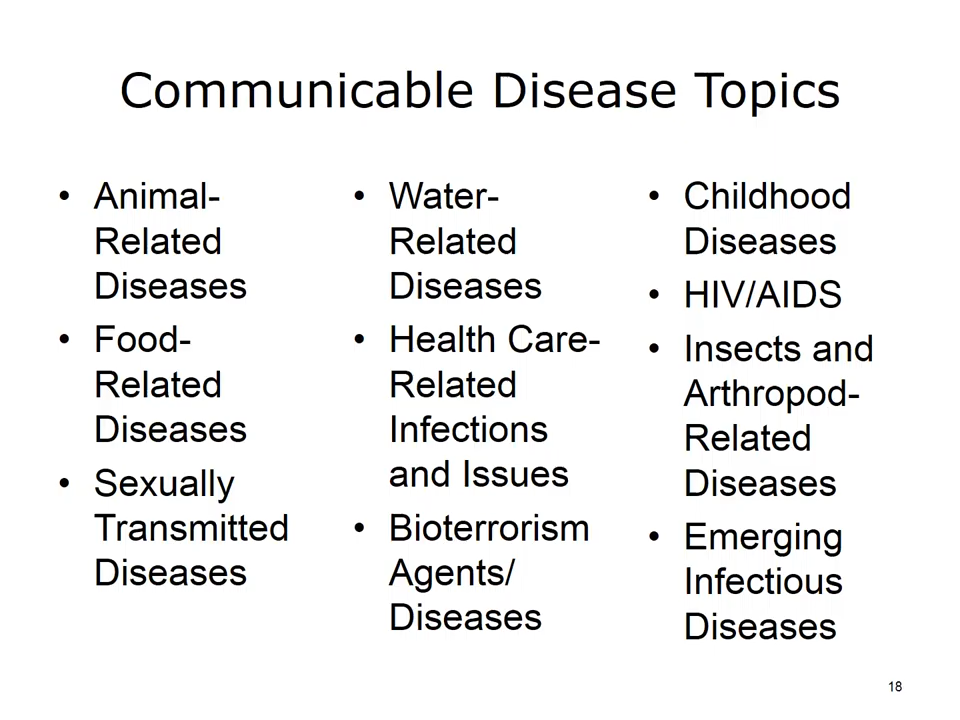 Communicable Disease Topics
• Animal-
Related
Diseases
• Food-
Related
Diseases
• Sexually
Transmitted
Diseases
• Water-
Related
Diseases
• Health Care-
Related
Infections
and Issues
• Bioterrorism
Agents/
Diseases
• Childhood
Diseases
• HIV/AIDS
• Insects and
Arthropod-
Related
Diseases
• Emerging
Infectious
Diseases
18